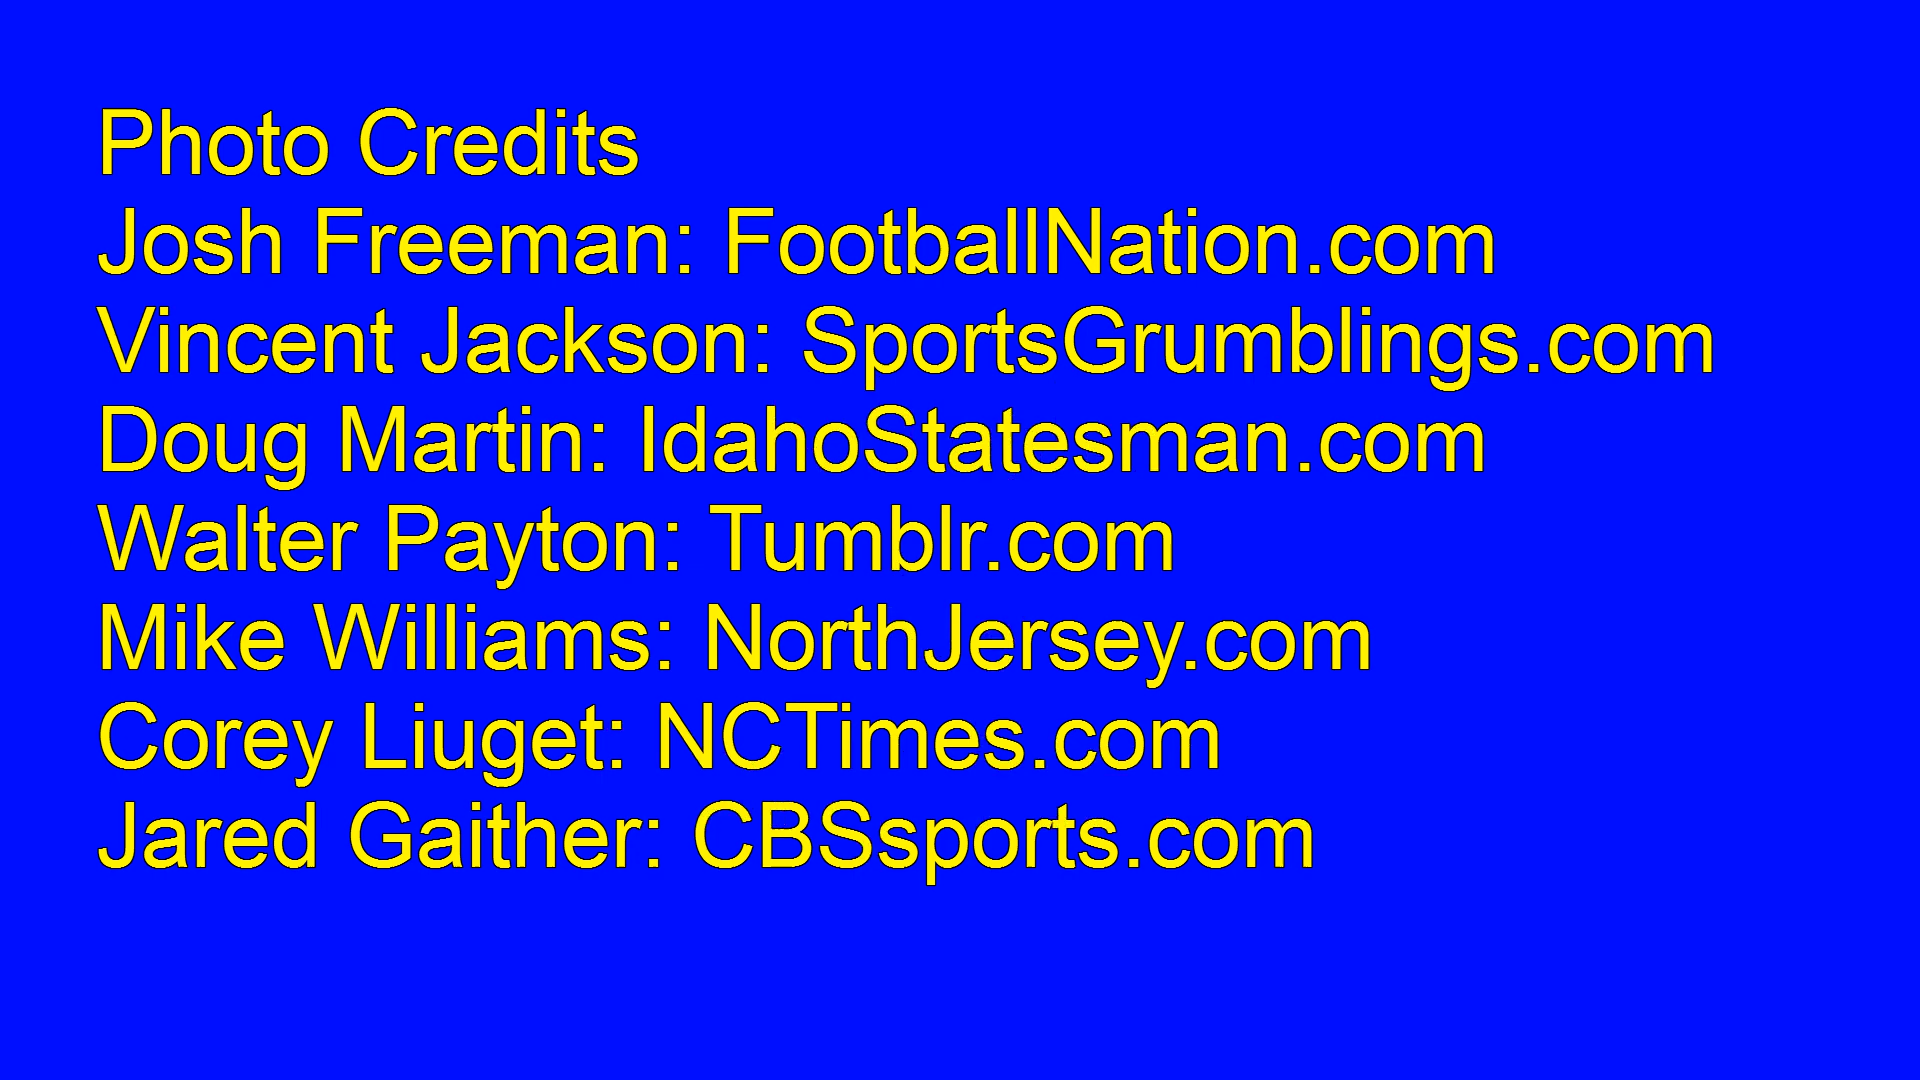 Photo Credits
Josh Freeman: FootballNation.com
Vincent Jackson: SportsGrumblings.com
Doug Martin: IdahoStatesman.com
Walter Payton: Tumblr.com
Mike Williams: NorthJersey.com
Corey Liuget: NCTimes.com
Jared Gaither: CBSsports.com